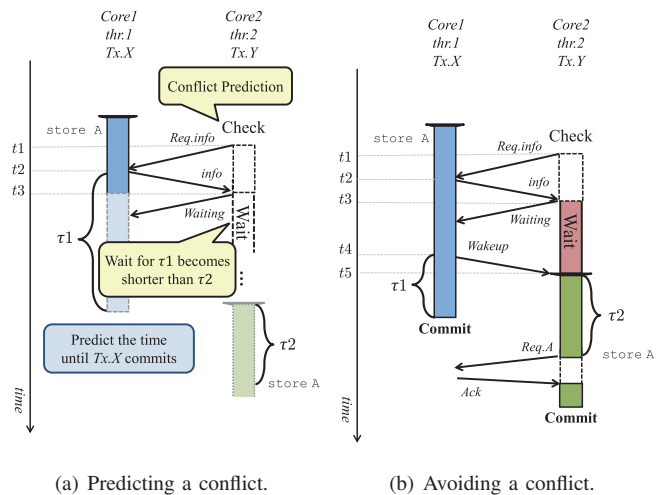 Core1
thr.1
Tx.X
Core2
thr.2
Tx.Y
Conflict Prediction
store A
Check
t1
Req.info
t2
info
t3
Waiting
Wait
τ1
Wait for τ1 becomes
shorter than τ2
...
Predict the time
until Tx.X commits
τ2
store A
time
(a) Predicting a conflict.
Core1
thr.1
Tx.X
Core2
thr.2
Tx.Y
store A
Check
t1
Req.info
t2
info
t3
Waiting
Wait
t4
Wakeup
t5
τ1
τ2
Commit
Req.A
store A
Ack
Commit
time
(b) Avoiding a conflict.